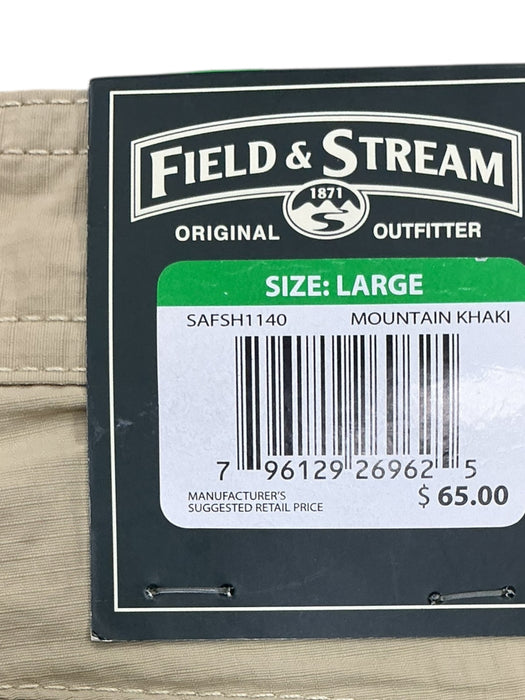 FIELD & STREAM
1871
ORIGINAL OUTFITTER
SIZE: LARGE
SAFSH1140 MOUNTAIN KHAKI
7 96129 26962 5
MANUFACTURER'S
SUGGESTED RETAIL PRICE $ 65.00